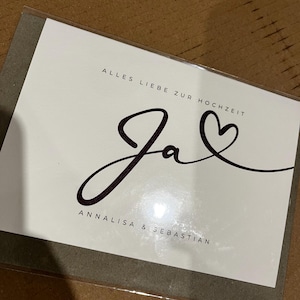 ALLES LIEBE ZUR HOCHZEIT
Ja
ANNALISA & SEBASTIAN